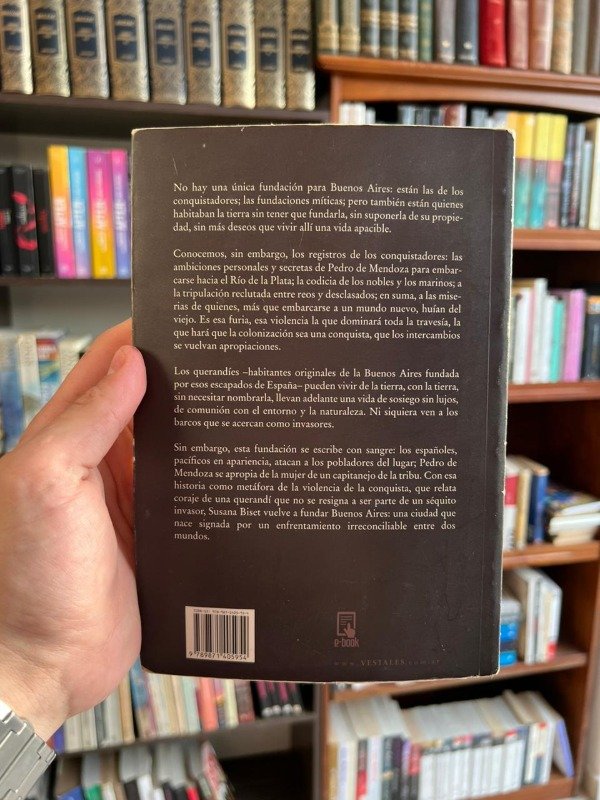 No hay una única fundación para Buenos Aires: están las de los
conquistadores; las fundaciones míticas; pero también están quienes
habitaban la tierra sin tener que fundarla, sin suponerla de su propie-
dad, sin más deseos que vivir allí una vida apacible.
Conocemos, sin embargo, los registros de los conquistadores: las
ambiciones personales y secretas de Pedro de Mendoza para embar-
carse hacia el Río de la Plata; la codicia de los nobles y los marinos; a
la tripulación reclutada entre reos y desclasados; en suma, a las mise-
rias de quienes, más que embarcarse a un mundo nuevo, huían del
viejo. Es esa furia, esa violencia la que dominará toda la travesía, la
que hará que la colonización sea una conquista, que los intercambios
se vuelvan apropiaciones.
Los querandíes –habitantes originales de la Buenos Aires fundada
por esos escapados de España– pueden vivir de la tierra, con la tierra,
sin necesitar nombrarla, llevan adelante una vida de sosiego sin lujos,
de comunión con el entorno y la naturaleza. Ni siquiera ven a los
barcos que se acercan como invasores.
Sin embargo, esta fundación se escribe con sangre: los españoles,
pacíficos en apariencia, atacan a los pobladores del lugar; Pedro de
Mendoza se apropia de la mujer de un capitanejo de la tribu. Con esa
historia como metáfora de la violencia de la conquista, que relata
coraje de una querandí que no se resigna a ser parte de un séquito
invasor, Susana Biset vuelve a fundar Buenos Aires: una ciudad que
nace signada por un enfrentamiento irreconciliable entre dos
mundos.
9 789871 405954
e-book
www.VESTALES.com.ar